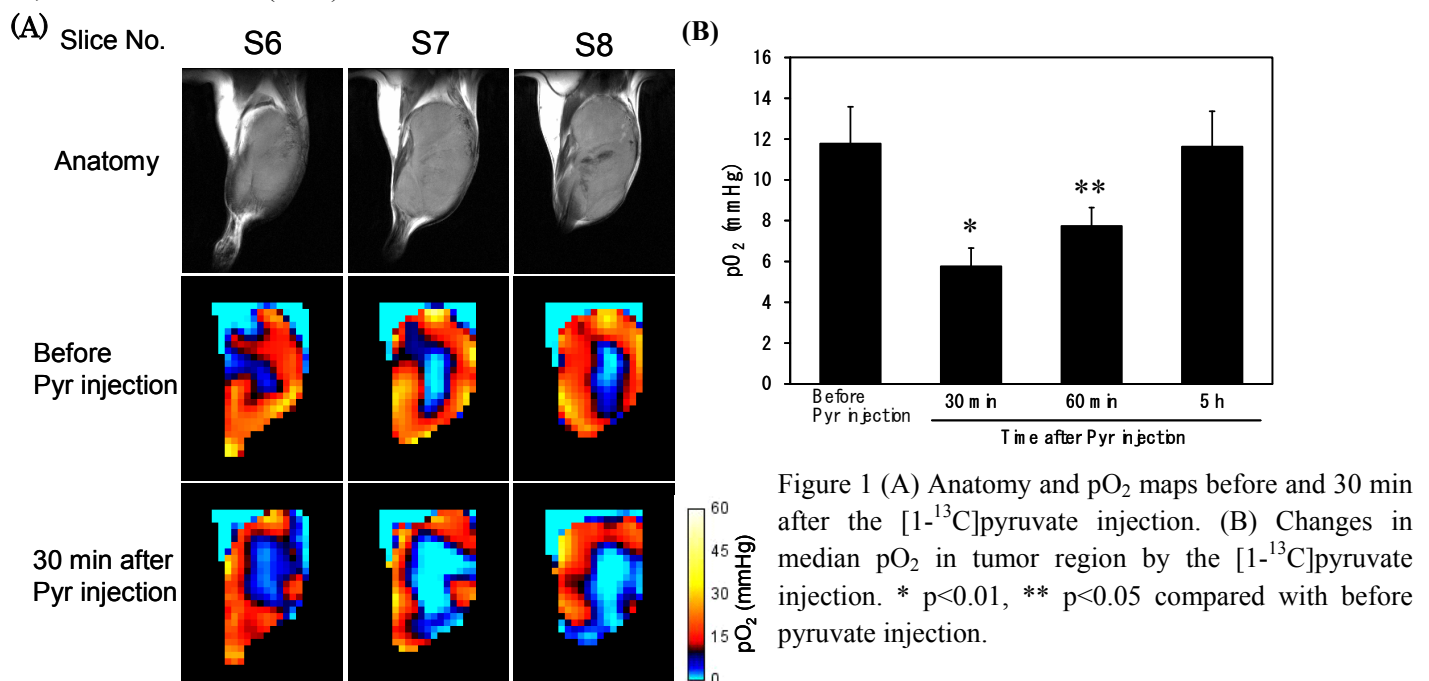 (A) Slice No. S6 S7 S8
Anatomy
Before
Pyr injection
30 min after
Pyr injection
60
45
30
15
0
pO₂ (mmHg)
(B)
16
14
12
10
8
6
4
2
0
pO₂ (mmHg)
*
**
Before
Pyr injection
30 min 60 min 5 h
Time after Pyr injection
Figure 1 (A) Anatomy and pO₂ maps before and 30 min
after the [1-¹³C]pyruvate injection. (B) Changes in
median pO₂ in tumor region by the [1-¹³C]pyruvate
injection. * p<0.01, ** p<0.05 compared with before
pyruvate injection.